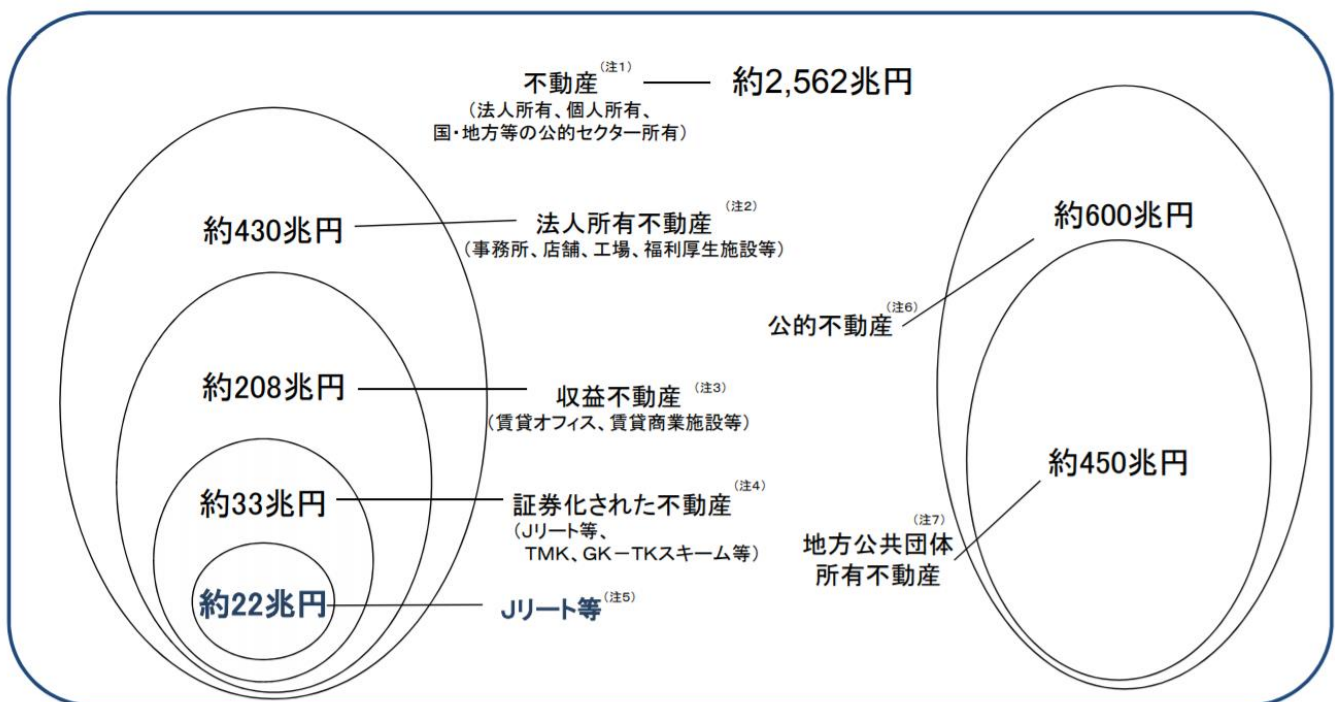 不動産(注1) 約2,562兆円
(法人所有、個人所有、
国・地方等の公的セクター所有)
約430兆円
法人所有不動産(注2)
(事務所、店舗、工場、福利厚生施設等)
約600兆円
公的不動産(注6)
約208兆円
収益不動産(注3)
(賃貸オフィス、賃貸商業施設等)
約450兆円
約33兆円
証券化された不動産(注4)
(Jリート等、
TMK、GK-TKスキーム等)
(注7)
地方公共団体
所有不動産
約22兆円
Jリート等(注5)